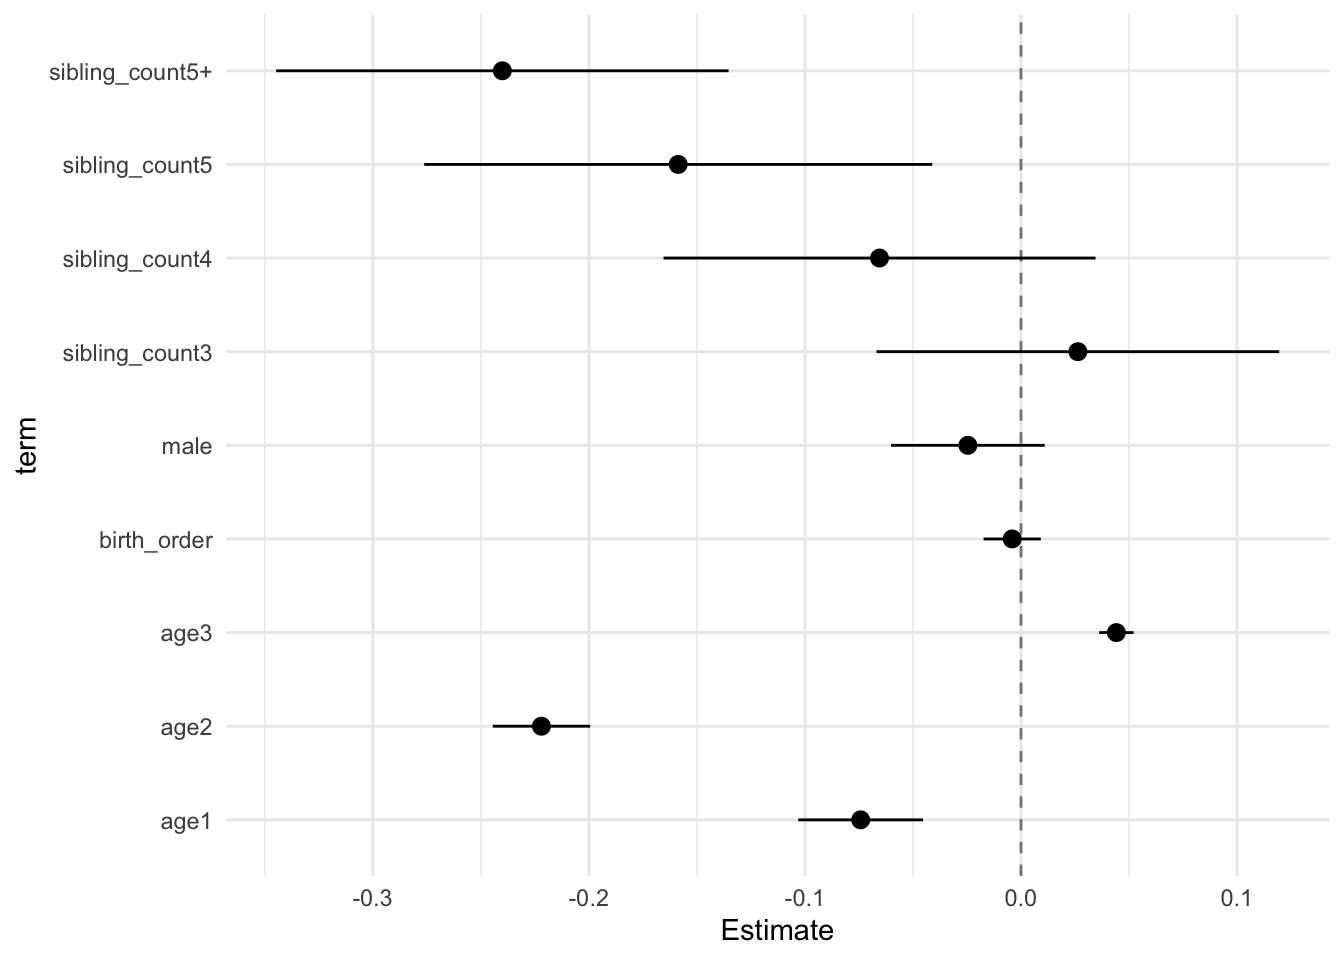 sibling_count5+
sibling_count5
sibling_count4
sibling_count3
male
birth_order
age3
age2
age1
term
-0.3 -0.2 -0.1 0.0 0.1
Estimate